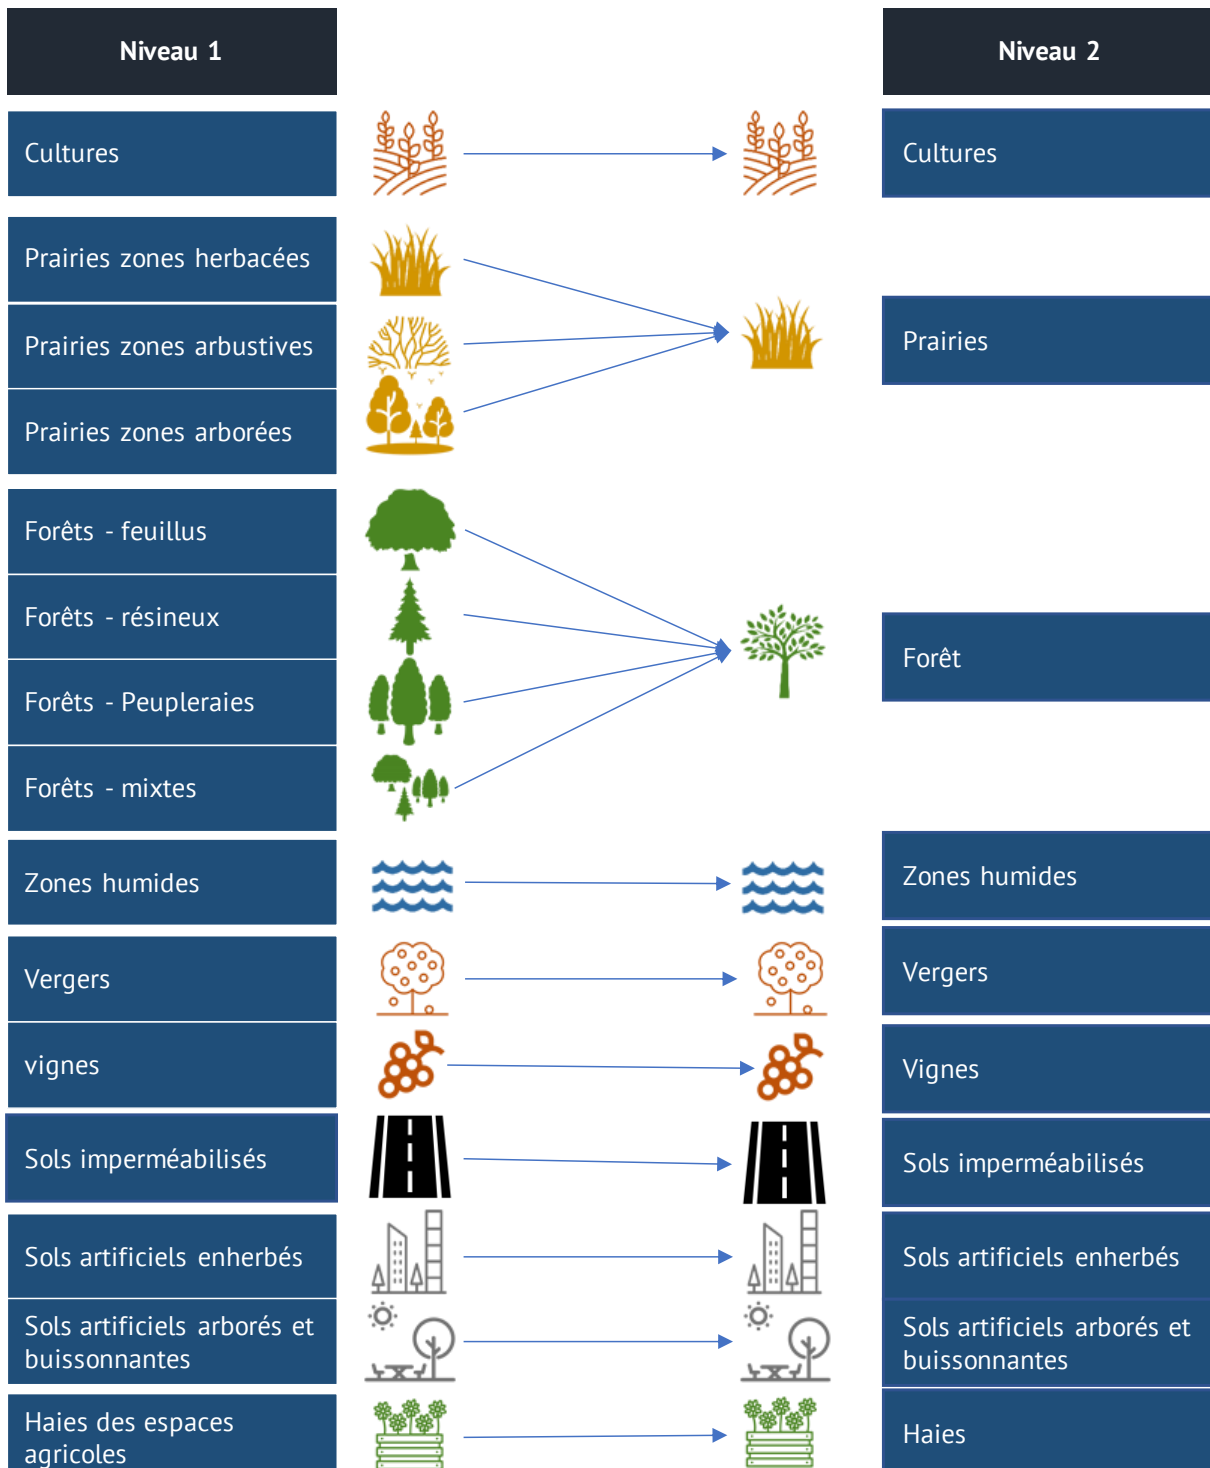 Niveau 1
Niveau 2
Cultures
Cultures
Prairies zones herbacées
Prairies zones arbustives
Prairies
Prairies zones arborées
Forêts - feuillus
Forêts - résineux
Forêt
Forêts - Peupleraies
Forêts - mixtes
Zones humides
Zones humides
Vergers
Vergers
vignes
Vignes
Sols imperméabilisés
Sols imperméabilisés
Sols artificiels enherbés
Sols artificiels enherbés
Sols artificiels arborés et
buissonnantes
Sols artificiels arborés et
buissonnantes
Haies des espaces
agricoles
Haies